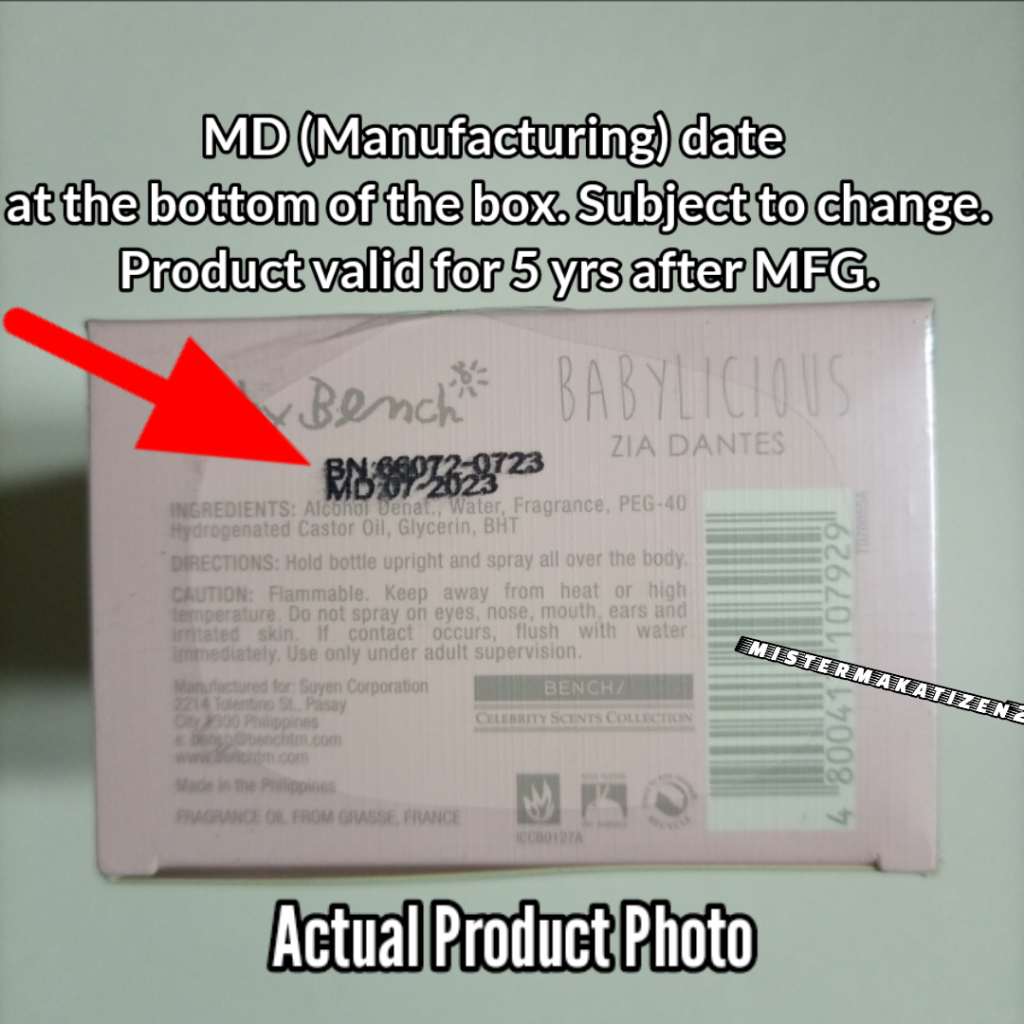 MD (Manufacturing) date
at the bottom of the box. Subject to change.
Product valid for 5 yrs after MFG.
Bench
BABYLICIOUS
ZIA DANTES
BN:66072-0723
MD:07-2023
INGREDIENTS: Alcohol Denat., Water, Fragrance, PEG-40
Hydrogenated Castor Oil, Glycerin, BHT
DIRECTIONS: Hold bottle upright and spray all over the body.
CAUTION: Flammable. Keep away from heat or high
temperature. Do not spray on eyes, nose, mouth, ears and
irritated skin. If contact occurs, flush with water
immediately. Use only under adult supervision.
Manufactured for: Suyen Corporation
2214 Tolentino St., Pasay
City 1300 Philippines
e: bench@benchtm.com
www.benchtm.com
Made in the Philippines
FRAGRANCE OIL FROM GRASSE, FRANCE
BENCH/
CELEBRITY SCENTS COLLECTION
ICCB0127A
MISTERMAKATIZEN2
Actual Product Photo